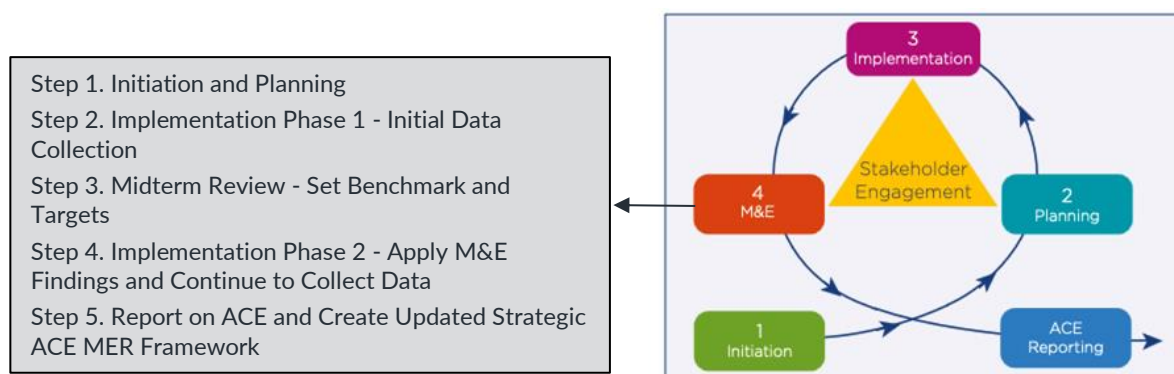 Step 1. Initiation and Planning
Step 2. Implementation Phase 1 - Initial Data
Collection
Step 3. Midterm Review - Set Benchmark and
Targets
Step 4. Implementation Phase 2 - Apply M&E
Findings and Continue to Collect Data
Step 5. Report on ACE and Create Updated Strategic
ACE MER Framework
3
Implementation
Stakeholder
Engagement
4
M&E
2
Planning
1
Initiation
ACE
Reporting